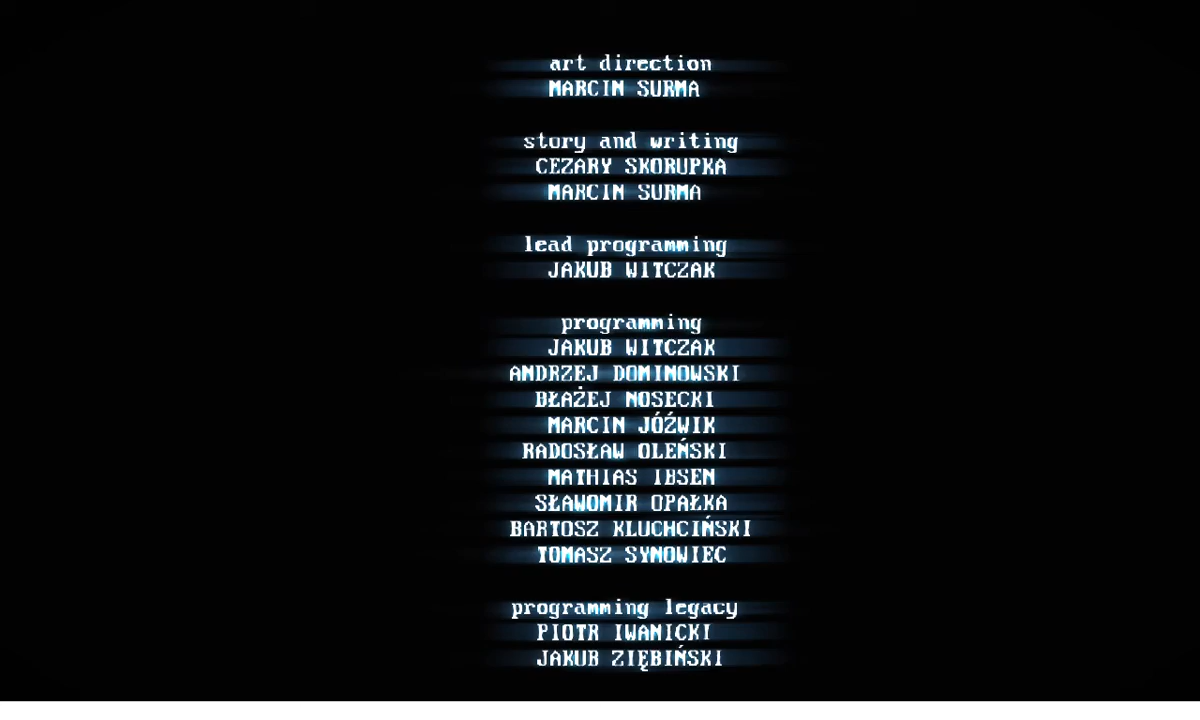 art direction
MARCIN SURMA
story and writing
CEZARY SKORUPKA
MARCIN SURMA
lead programming
JAKUB WITCZAK
programming
JAKUB WITCZAK
ANDRZEJ DOMINOWSKI
BŁAŻEJ NOSECKI
MARCIN JÓŹWIK
RADOSŁAW OLEŃSKI
MATHIAS IBSEN
SŁAWOMIR OPAŁKA
BARTOSZ KLUCHCIŃSKI
TOMASZ SYNOWIEC
programming legacy
PIOTR IWANICKI
JAKUB ZIĘBIŃSKI